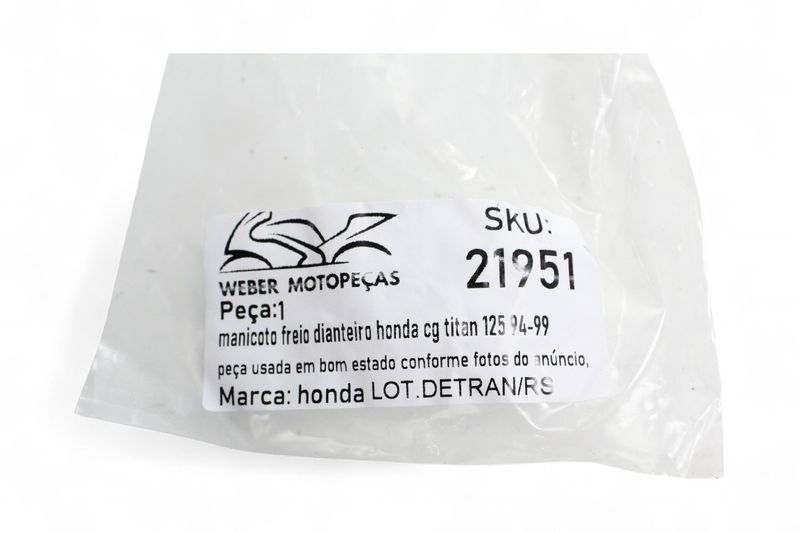 SKU:
21951
WEBER MOTOPEÇAS
Peça:1
manicoto freio dianteiro honda cg titan 125 94-99
peça usada em bom estado conforme fotos do anúncio,
Marca: honda LOT.DETRAN/RS